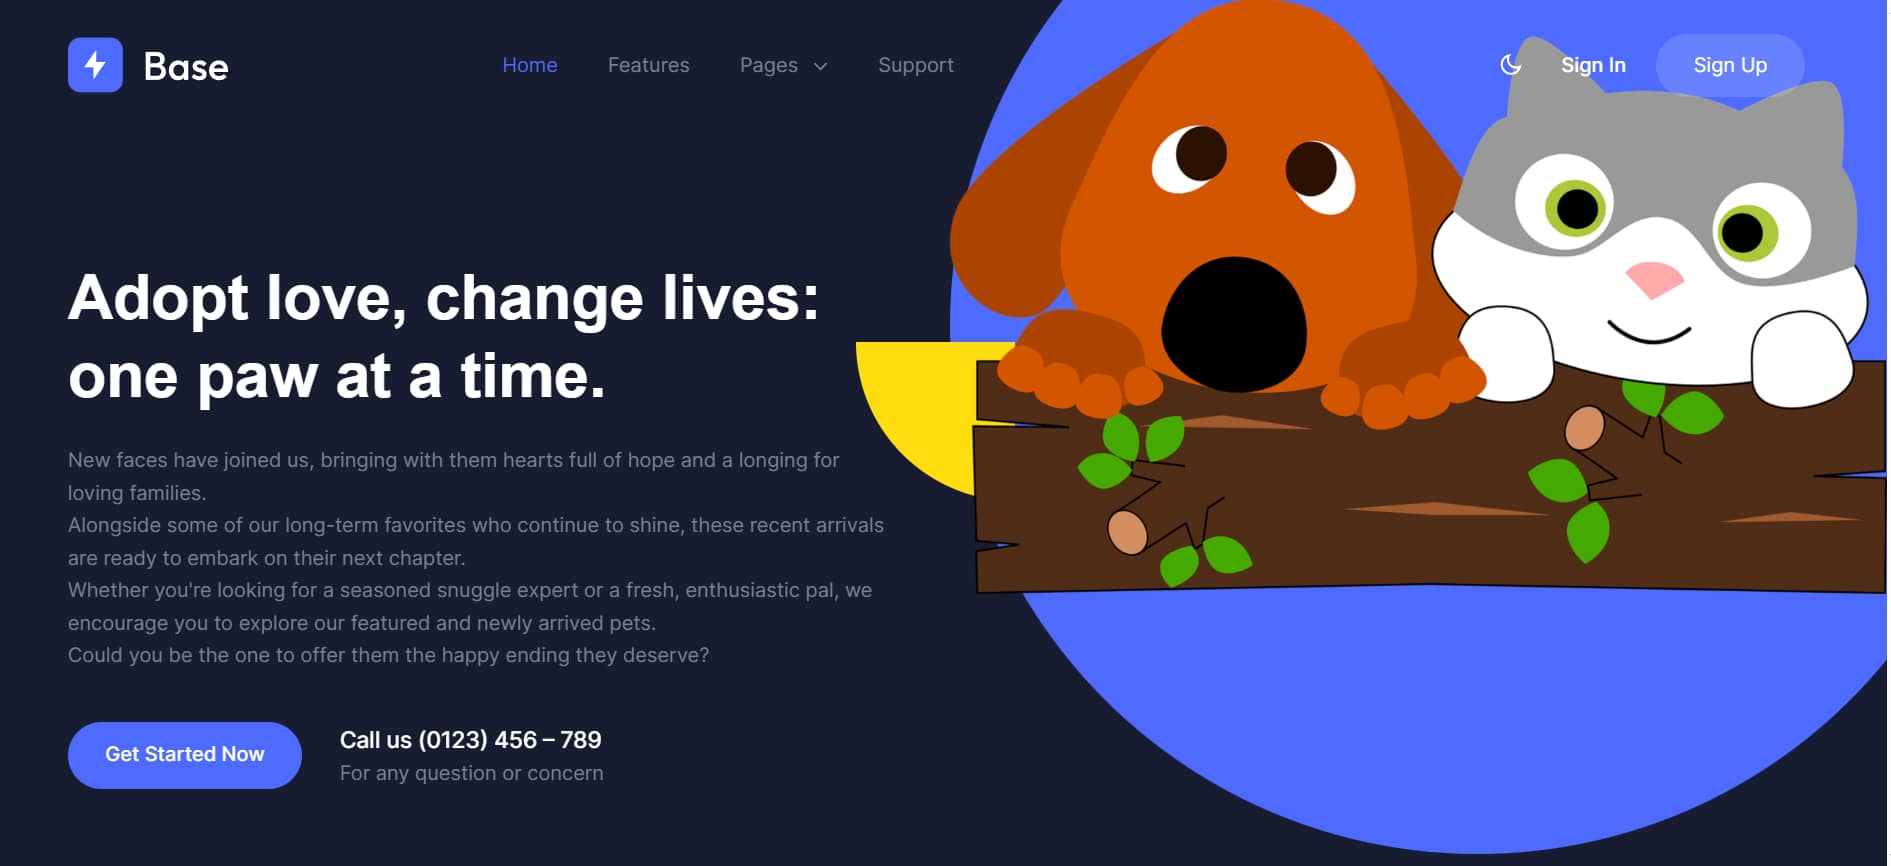 Base
Home Features Pages Support Sign In Sign Up
Adopt love, change lives:
one paw at a time.
New faces have joined us, bringing with them hearts full of hope and a longing for
loving families.
Alongside some of our long-term favorites who continue to shine, these recent arrivals
are ready to embark on their next chapter.
Whether you're looking for a seasoned snuggle expert or a fresh, enthusiastic pal, we
encourage you to explore our featured and newly arrived pets.
Could you be the one to offer them the happy ending they deserve?
Get Started Now
Call us (0123) 456 – 789
For any question or concern